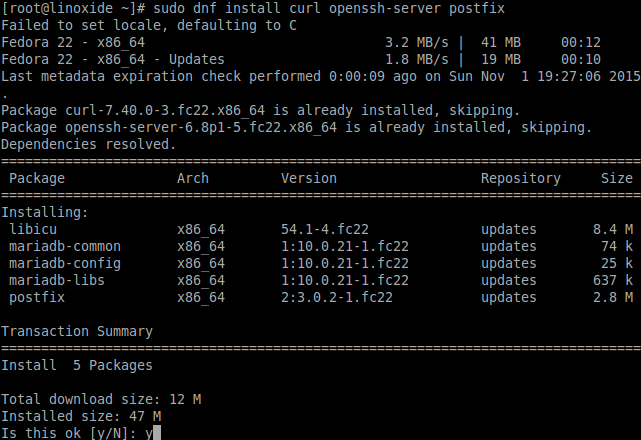 [root@linoxide ~]# sudo dnf install curl openssh-server postfix
Failed to set locale, defaulting to C
Fedora 22 - x86_64                              3.2 MB/s |  41 MB     00:12
Fedora 22 - x86_64 - Updates                    1.8 MB/s |  19 MB     00:10
Last metadata expiration check performed 0:00:09 ago on Sun Nov  1 19:27:06 2015
.
Package curl-7.40.0-3.fc22.x86_64 is already installed, skipping.
Package openssh-server-6.8p1-5.fc22.x86_64 is already installed, skipping.
Dependencies resolved.
================================================================================
 Package              Arch         Version                  Repository     Size
================================================================================
Installing:
 libicu               x86_64       54.1-4.fc22              updates       8.4 M
 mariadb-common       x86_64       1:10.0.21-1.fc22         updates        74 k
 mariadb-config       x86_64       1:10.0.21-1.fc22         updates        25 k
 mariadb-libs         x86_64       1:10.0.21-1.fc22         updates       637 k
 postfix              x86_64       2:3.0.2-1.fc22           updates       2.8 M

Transaction Summary
================================================================================
Install  5 Packages

Total download size: 12 M
Installed size: 47 M
Is this ok [y/N]: y